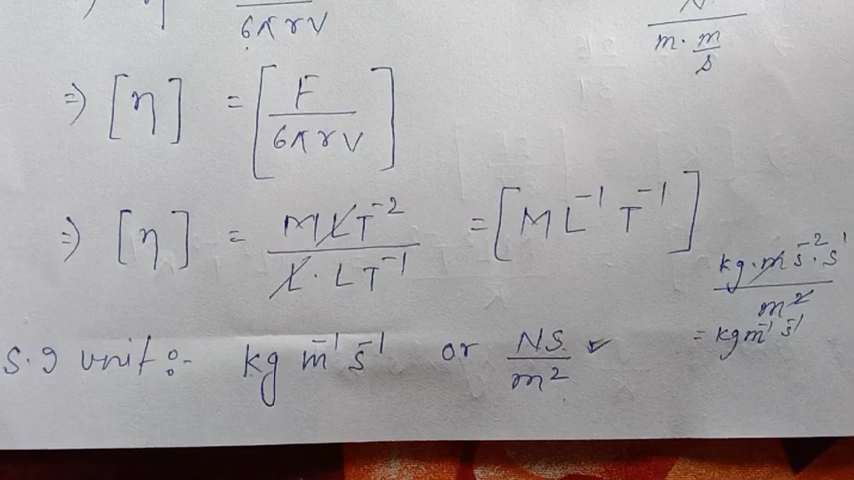 6πrv
m · m/s
⇒ [η] = [F / 6πrv]
⇒ [η] = MLT⁻² / L · LT⁻¹ = [ML⁻¹T⁻¹]
kg·m s⁻²·s¹ / m²
= kg m⁻¹ s⁻¹
S.I unit:- kg m⁻¹ s⁻¹ or NS / m² ✓